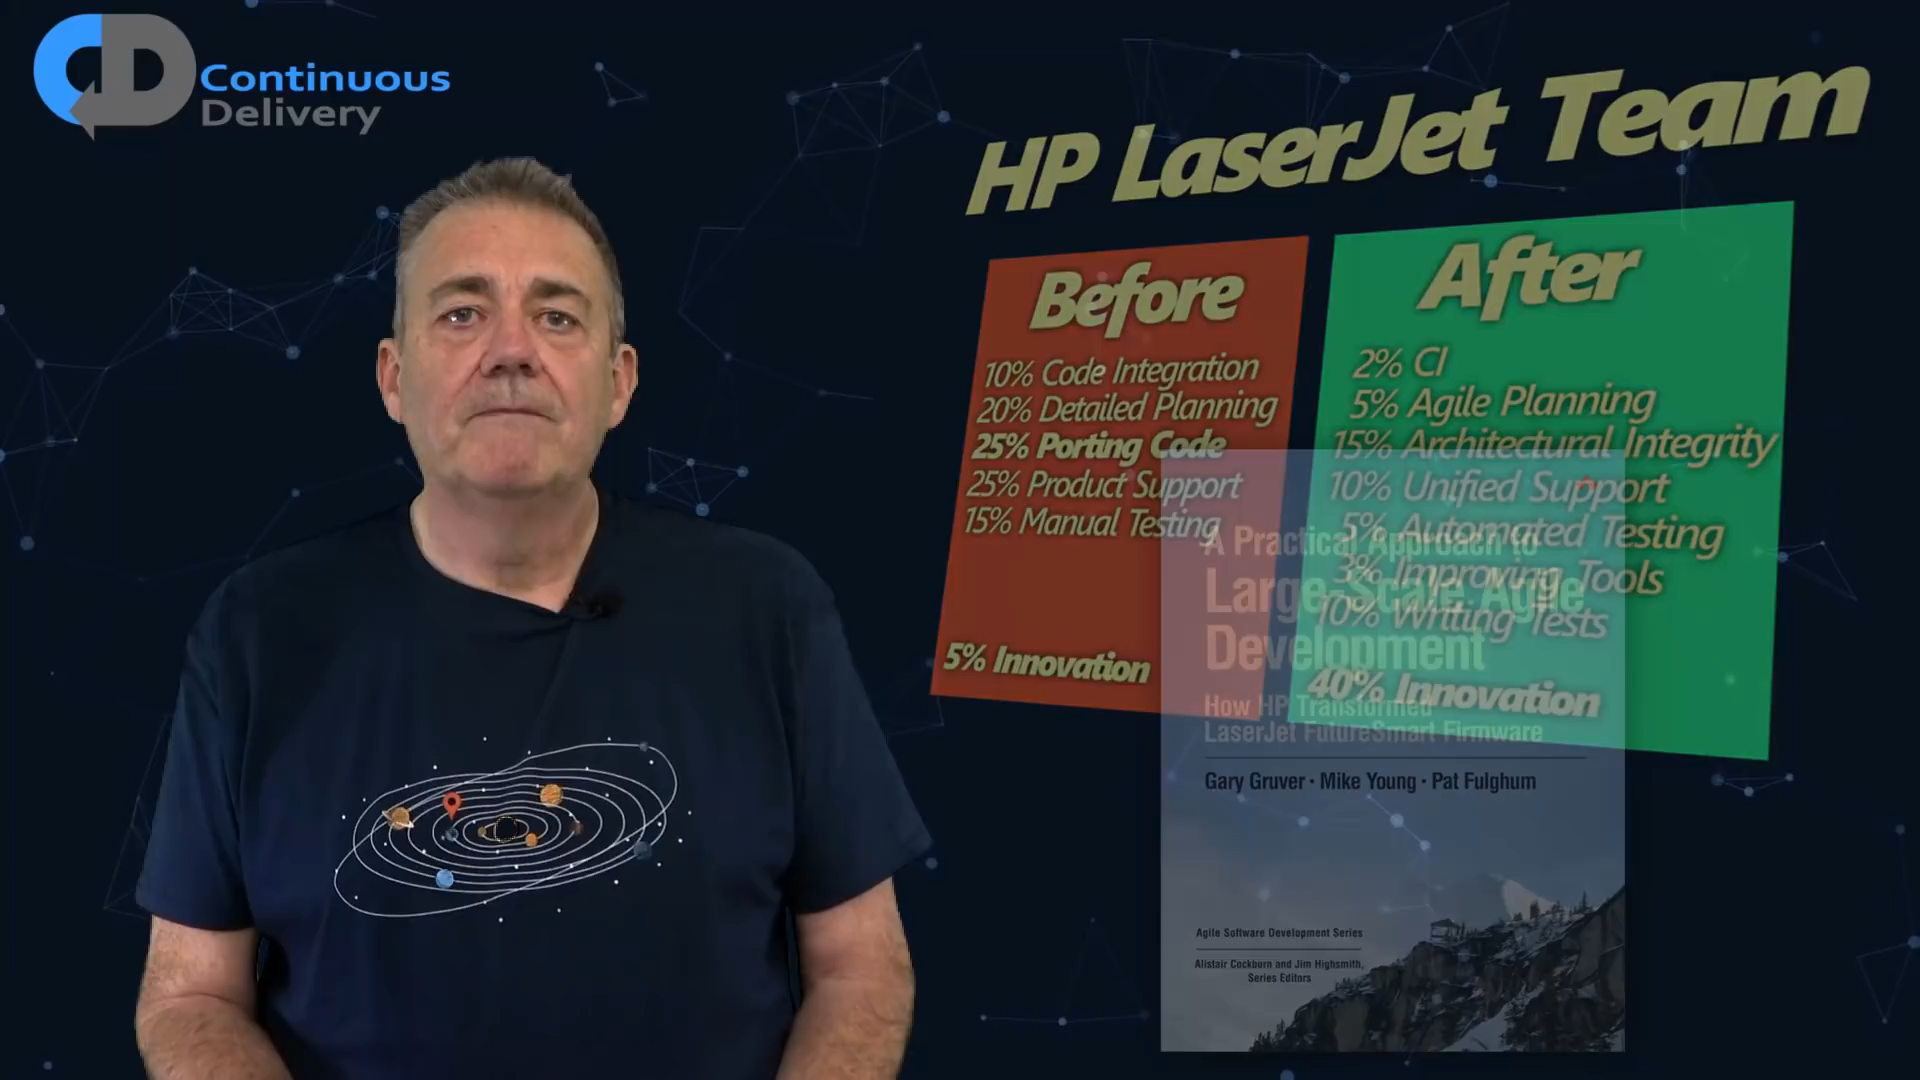 Continuous
Delivery
HP LaserJet Team
Before
10% Code Integration
20% Detailed Planning
25% Porting Code
25% Product Support
15% Manual Testing
5% Innovation
After
2% CI
5% Agile Planning
15% Architectural Integrity
10% Unified Support
5% Automated Testing
3% Improving Tools
10% Writing Tests
40% Innovation
A Practical Approach to
Large-Scale Agile
Development
How HP Transformed
LaserJet FutureSmart Firmware
Gary Gruver • Mike Young • Pat Fulghum
Agile Software Development Series
Alistair Cockburn and Jim Highsmith,
Series Editors